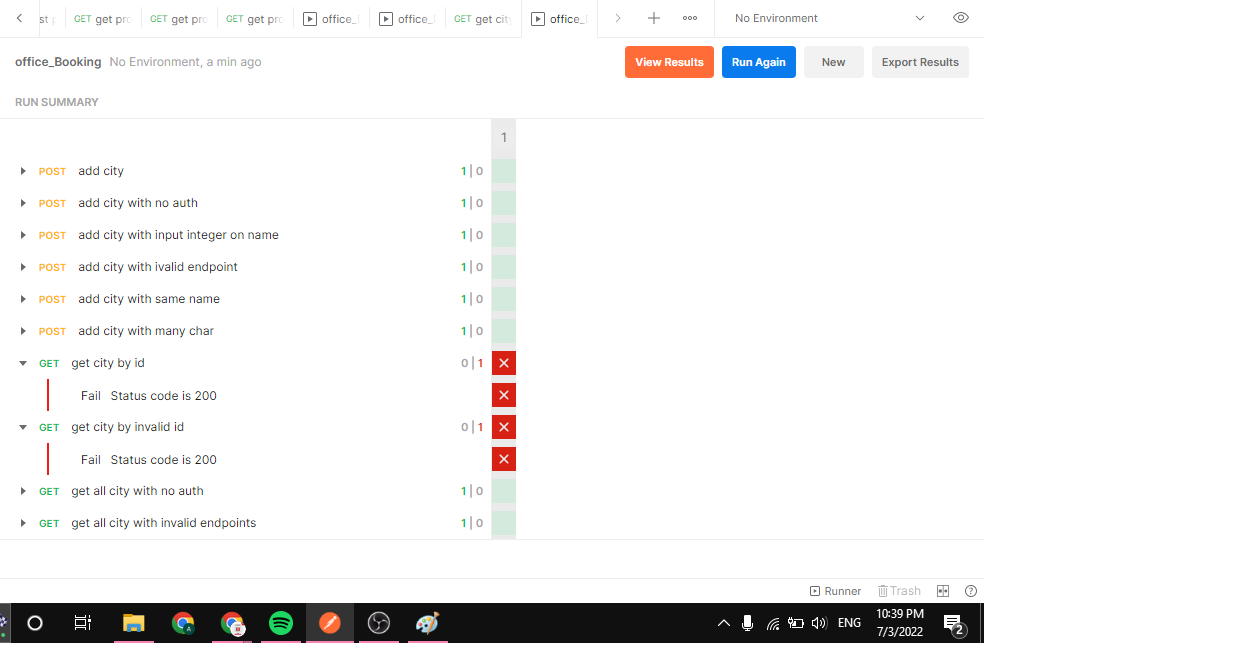 st GET get pro GET get pro GET get pro office_ office_ GET get city office_ No Environment
office_Booking No Environment, a min ago View Results Run Again New Export Results
RUN SUMMARY
1
POST add city 1 | 0
POST add city with no auth 1 | 0
POST add city with input integer on name 1 | 0
POST add city with ivalid endpoint 1 | 0
POST add city with same name 1 | 0
POST add city with many char 1 | 0
GET get city by id 0 | 1
Fail Status code is 200
GET get city by invalid id 0 | 1
Fail Status code is 200
GET get all city with no auth 1 | 0
GET get all city with invalid endpoints 1 | 0
Runner Trash
ENG 10:39 PM
7/3/2022 2